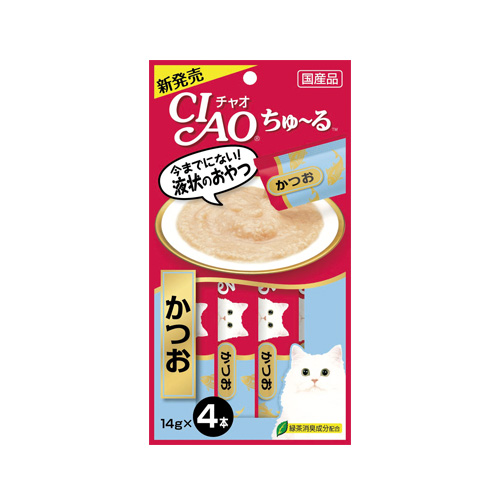 新発売
国産品
CIAO チャオ ® ちゅ〜る ™
今までにない!
液状のおやつ
かつお
かつお
かつお
かつお
14g×4本
緑茶消臭成分配合